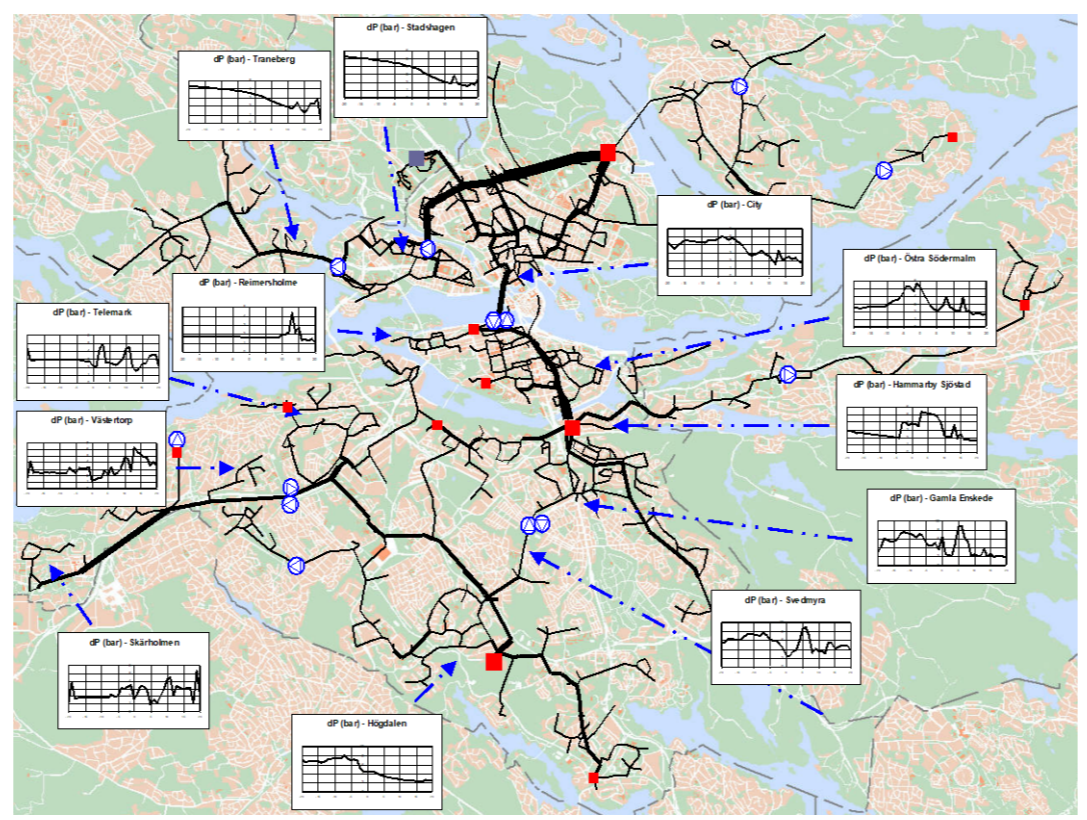 dP (bar) - Stadshagen
dP (bar) - Traneberg
dP (bar) - City
dP (bar) - Östra Södermalm
dP (bar) - Reimersholme
dP (bar) - Telemark
dP (bar) - Hammarby Sjöstad
dP (bar) - Västertorp
dP (bar) - Gamla Enskede
dP (bar) - Svedmyra
dP (bar) - Skärholmen
dP (bar) - Högdalen